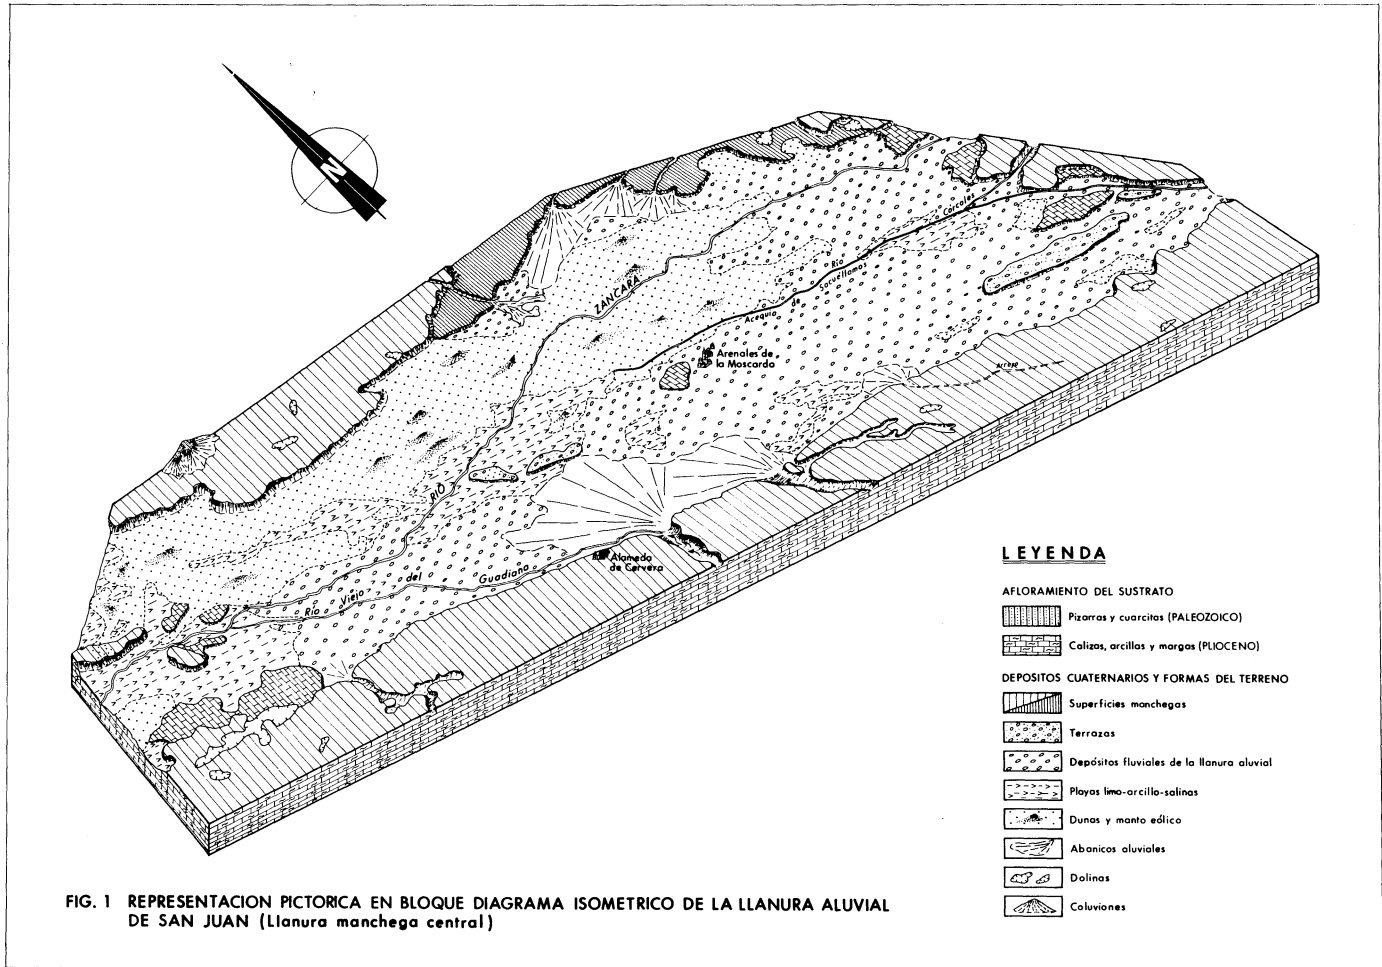 N
RIO ZANCARA
Río Corcoles
Acequia de Socuéllamos
Arenales de
la Moscarda
Arroyo
Río Viejo del Guadiana
Alameda
de Cervera
LEYENDA
AFLORAMIENTO DEL SUSTRATO
Pizarras y cuarcitas (PALEOZOICO)
Calizas, arcillas y margas (PLIOCENO)
DEPOSITOS CUATERNARIOS Y FORMAS DEL TERRENO
Superficies manchegas
Terrazas
Depósitos fluviales de la llanura aluvial
Playas limo-arcillo-salinas
Dunas y manto eólico
Abanicos aluviales
Dolinas
Coluviones
FIG. 1 REPRESENTACION PICTORICA EN BLOQUE DIAGRAMA ISOMETRICO DE LA LLANURA ALUVIAL
DE SAN JUAN (Llanura manchega central)